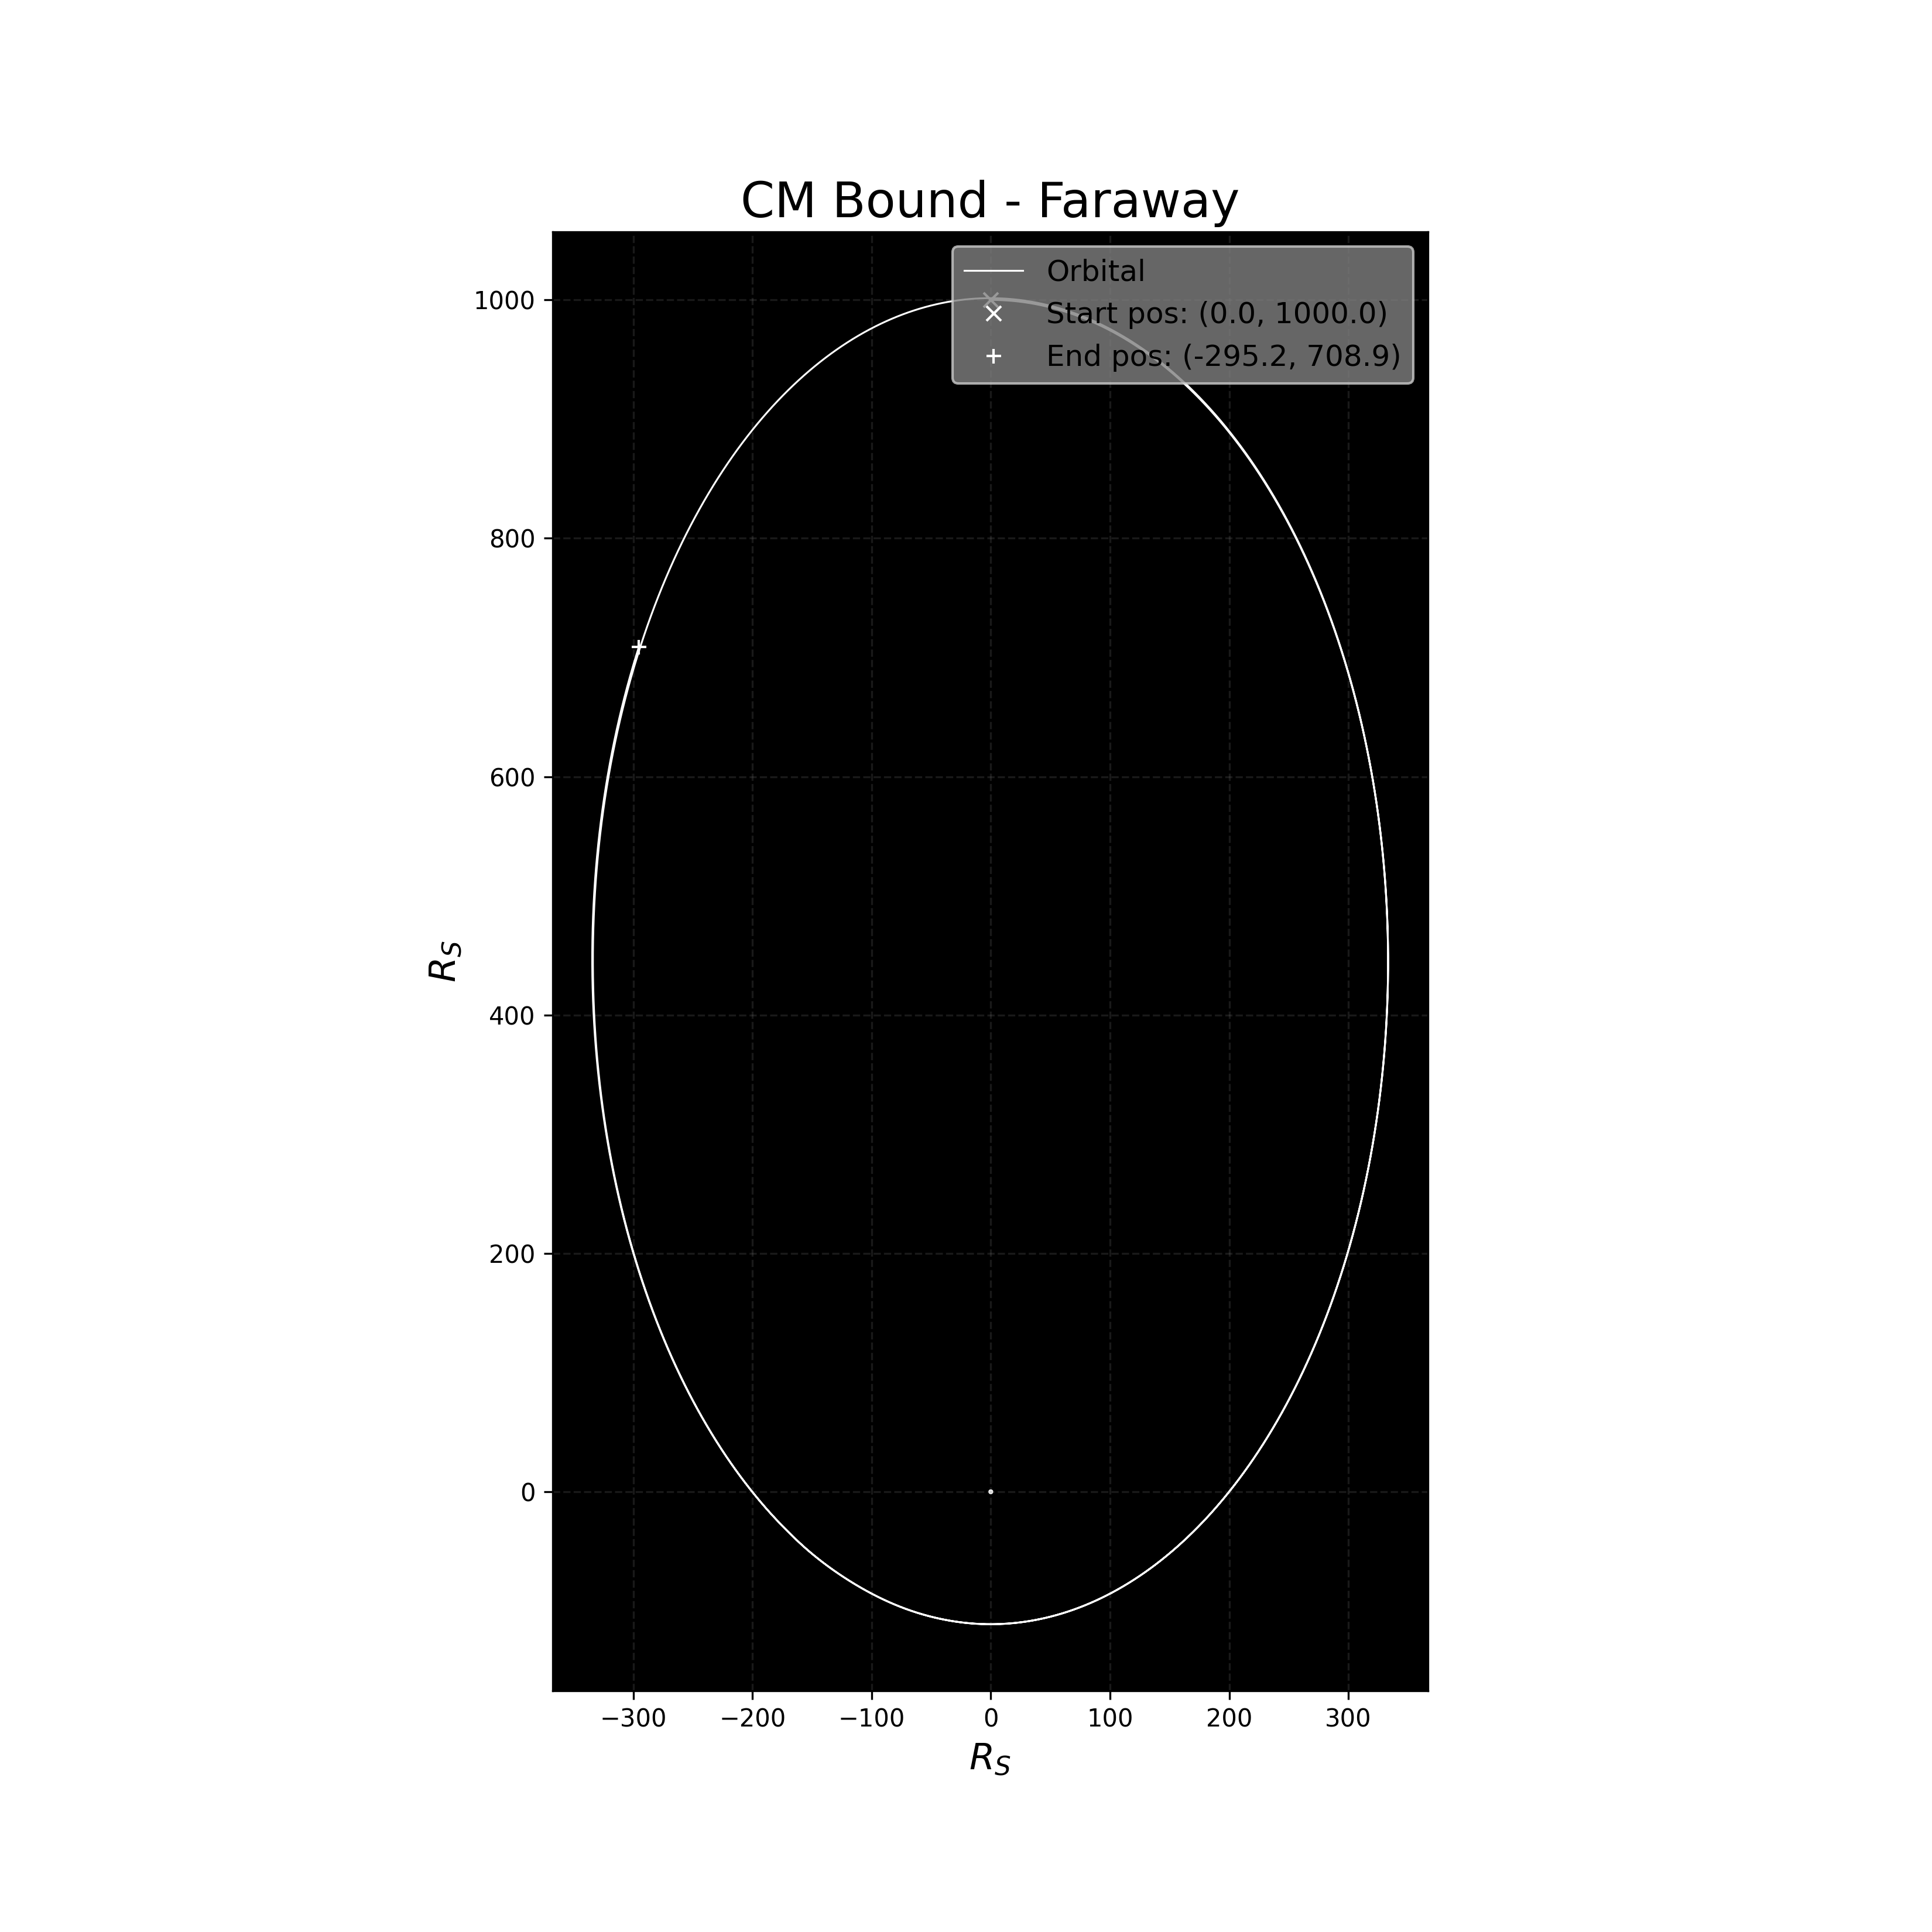 CM Bound - Faraway
Orbital
Start pos: (0.0, 1000.0)
End pos: (-295.2, 708.9)
1000
800
600
400
200
0
R_S
−300 −200 −100 0 100 200 300
R_S